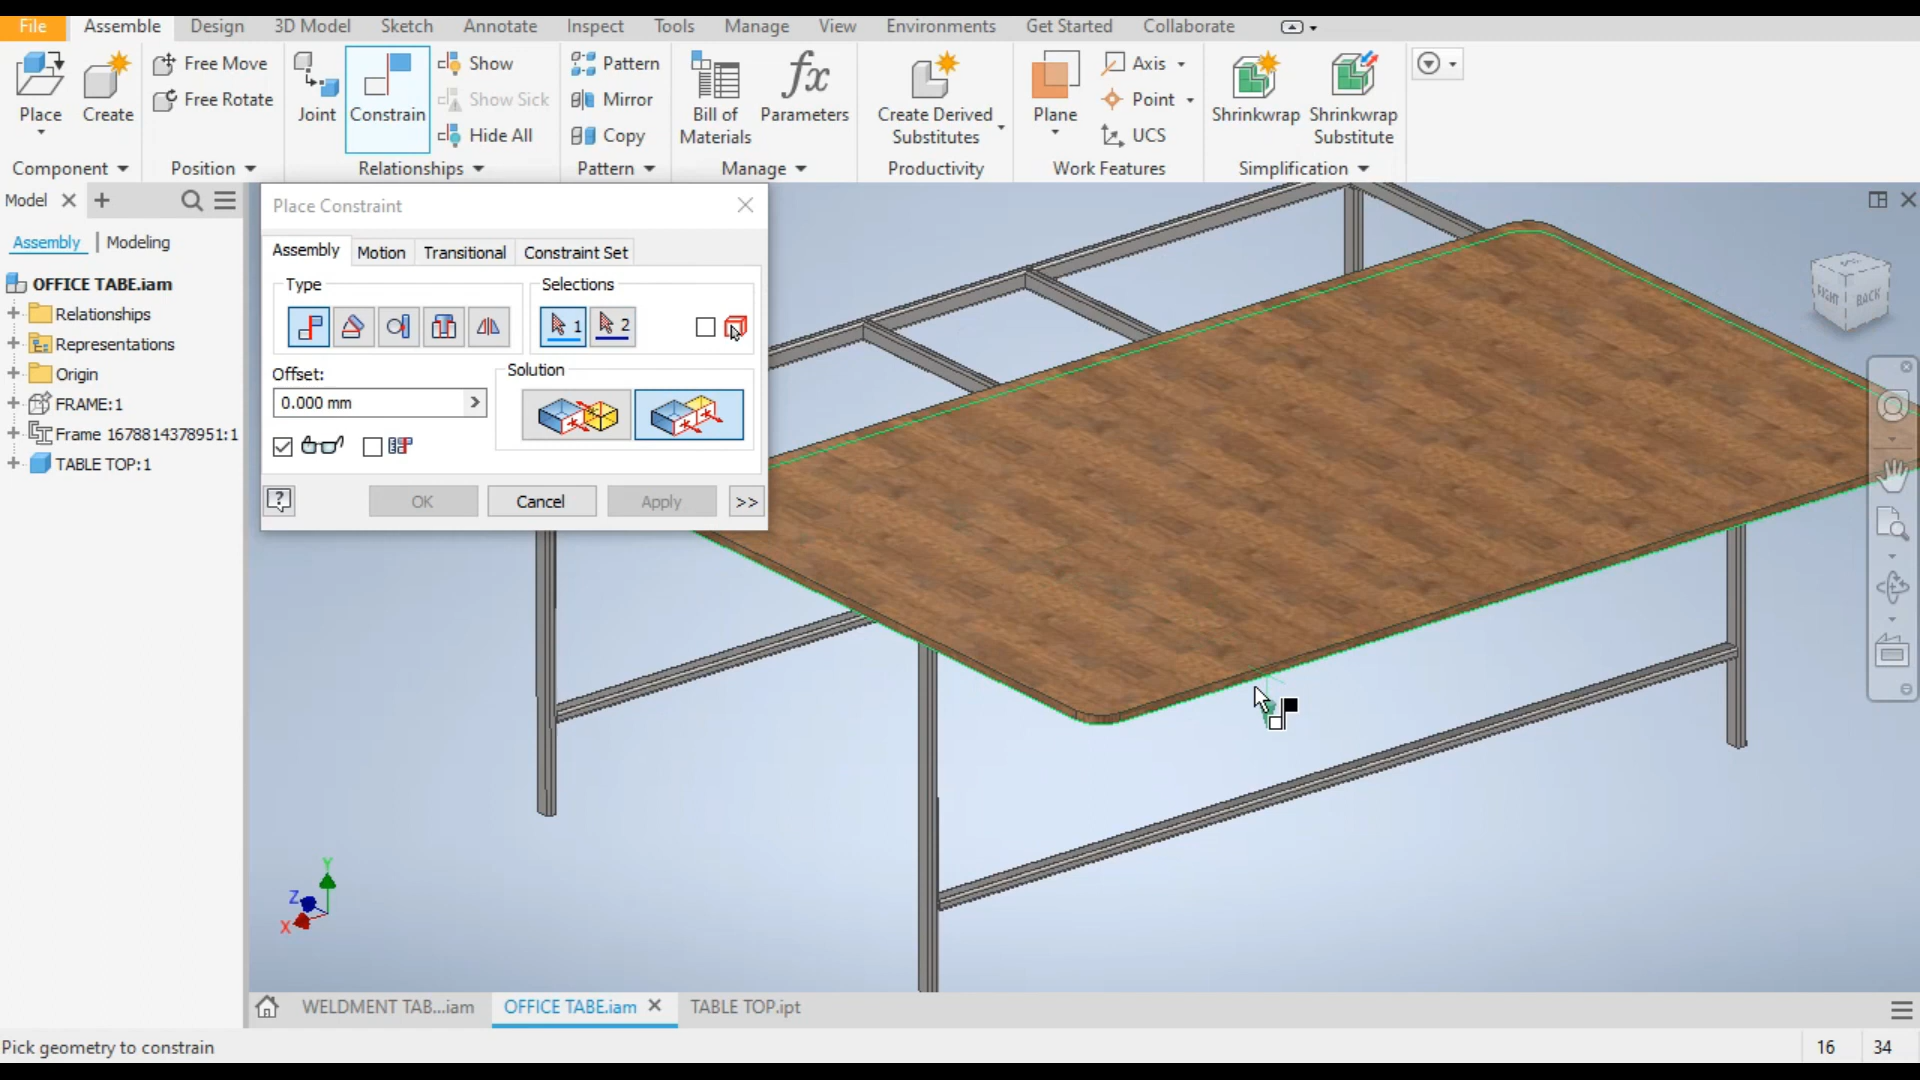 File Assemble Design 3D Model Sketch Annotate Inspect Tools Manage View Environments Get Started Collaborate
Place
Create
Free Move
Free Rotate
Joint
Constrain
Show
Show Sick
Hide All
Pattern
Mirror
Copy
Bill of
Materials
fx
Parameters
Create Derived
Substitutes
Plane
Axis
Point
UCS
Shrinkwrap
Shrinkwrap
Substitute
Component Position Relationships Pattern Manage Productivity Work Features Simplification
Model
Assembly Modeling
OFFICE TABE.iam
Relationships
Representations
Origin
FRAME:1
Frame 1678814378951:1
TABLE TOP:1
Place Constraint
Assembly Motion Transitional Constraint Set
Type
Selections
1 2
Offset:
0.000 mm
Solution
OK Cancel Apply >>
RIGHT BACK
Y
Z
X
WELDMENT TAB...iam OFFICE TABE.iam TABLE TOP.ipt
Pick geometry to constrain
16 34